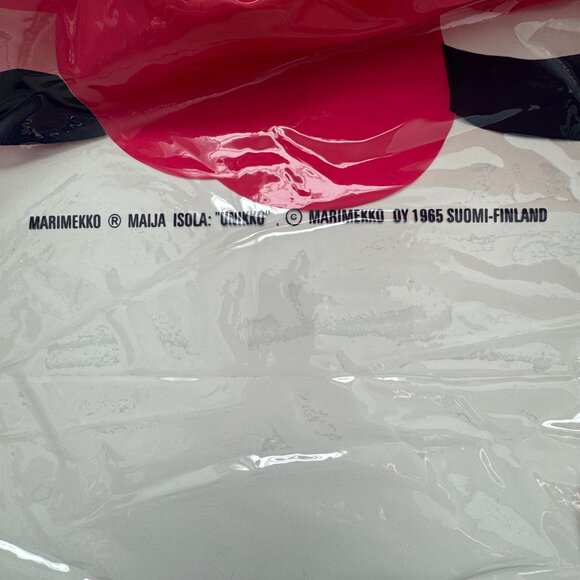 MARIMEKKO ® MAIJA ISOLA: "UNIKKO", © MARIMEKKO OY 1965 SUOMI-FINLAND